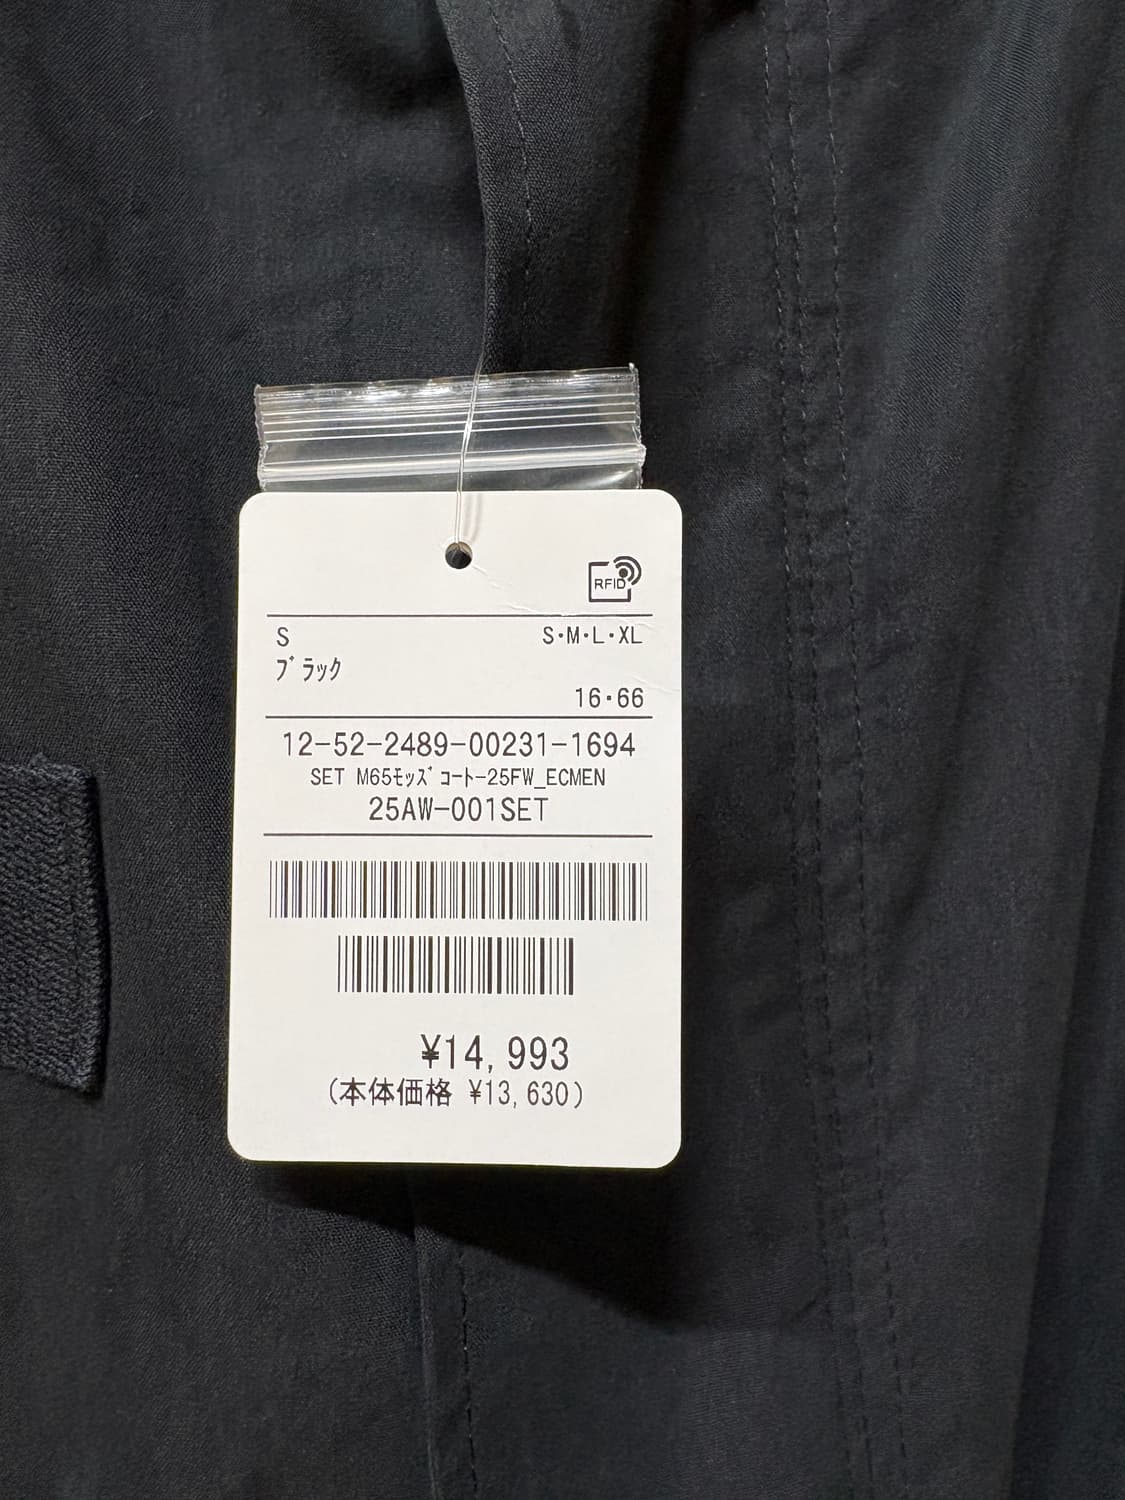 RFID
S S・M・L・XL
ﾌﾞﾗｯｸ
16・66
12-52-2489-00231-1694
SET M65ﾓｯｽﾞｺｰﾄ-25FW_ECMEN
25AW-001SET
¥14,993
(本体価格 ¥13,630)